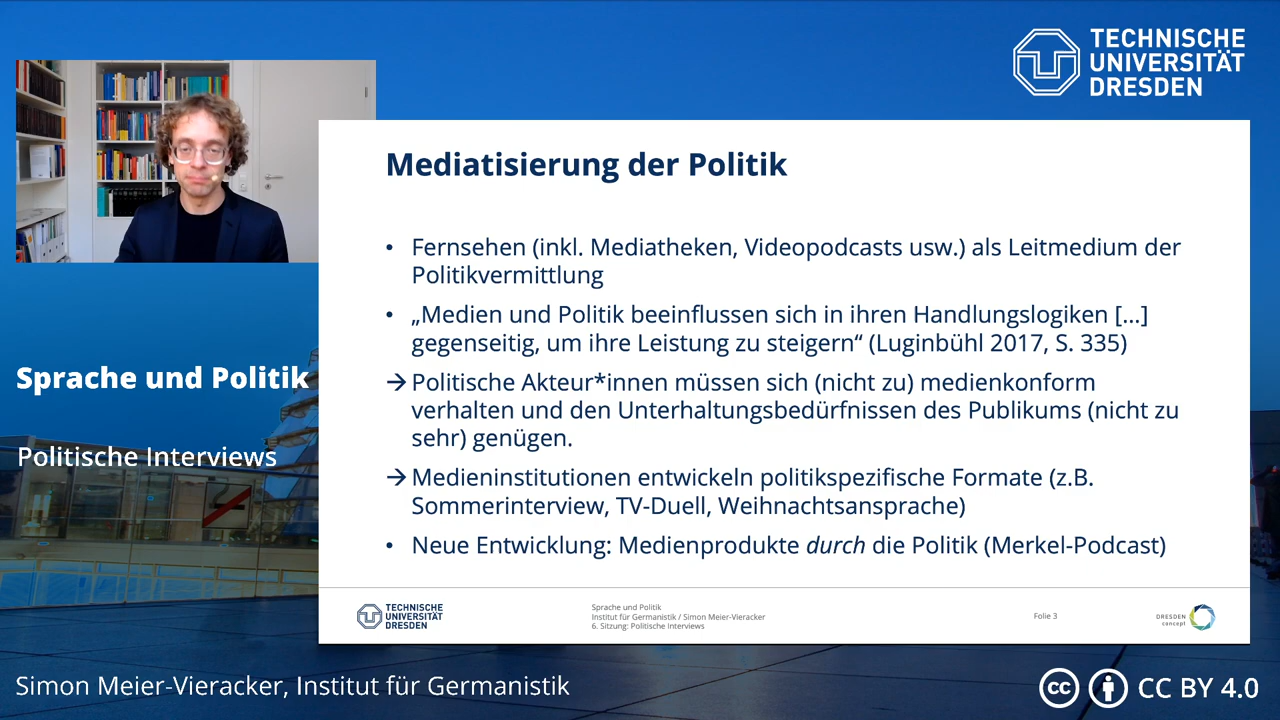 TECHNISCHE
UNIVERSITÄT
DRESDEN
Mediatisierung der Politik
• Fernsehen (inkl. Mediatheken, Videopodcasts usw.) als Leitmedium der
Politikvermittlung
• „Medien und Politik beeinflussen sich in ihren Handlungslogiken [...]
gegenseitig, um ihre Leistung zu steigern“ (Luginbühl 2017, S. 335)
→ Politische Akteur*innen müssen sich (nicht zu) medienkonform
verhalten und den Unterhaltungsbedürfnissen des Publikums (nicht zu
sehr) genügen.
→ Medieninstitutionen entwickeln politikspezifische Formate (z.B.
Sommerinterview, TV-Duell, Weihnachtsansprache)
• Neue Entwicklung: Medienprodukte durch die Politik (Merkel-Podcast)
Sprache und Politik
Politische Interviews
TECHNISCHE
UNIVERSITÄT
DRESDEN
Sprache und Politik
Institut für Germanistik / Simon Meier-Vieracker
6. Sitzung: Politische Interviews
Folie 3
DRESDEN
concept
Simon Meier-Vieracker, Institut für Germanistik
cc CC BY 4.0